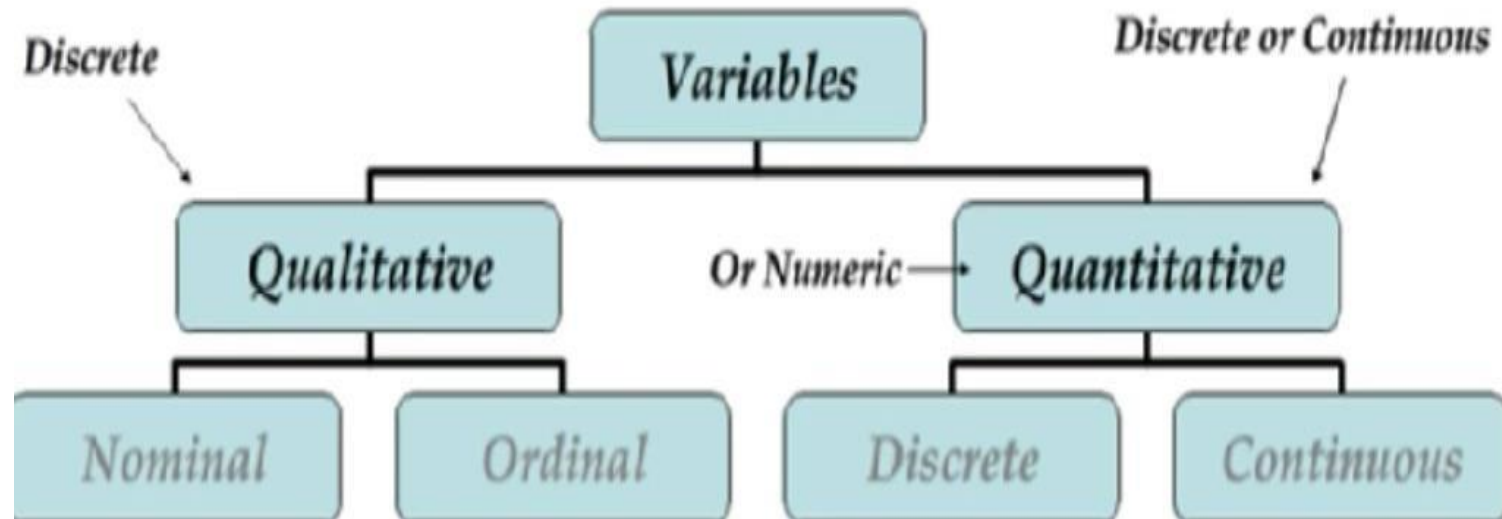 Discrete
Variables
Discrete or Continuous
Qualitative
Or Numeric
Quantitative
Nominal
Ordinal
Discrete
Continuous